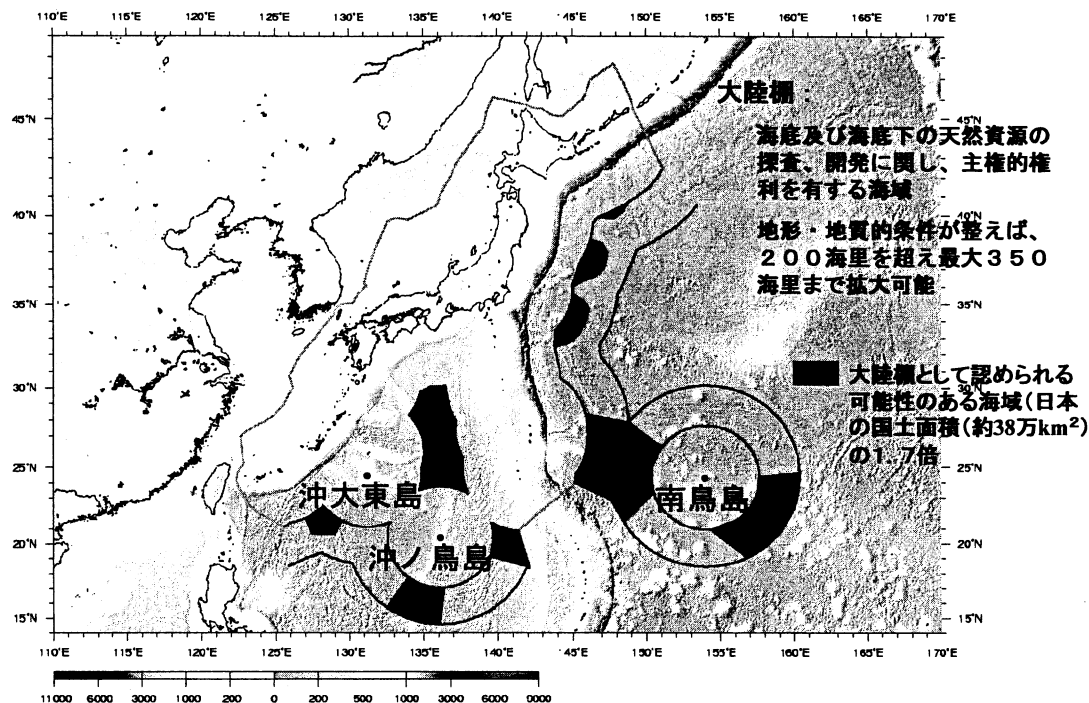 110°E 115°E 120°E 125°E 130°E 135°E 140°E 145°E 150°E 155°E 160°E 165°E 170°E
大陸棚：
海底及び海底下の天然資源の
探査、開発に関し、主権的権
利を有する海域
地形・地質的条件が整えば、
２００海里を超え最大３５０
海里まで拡大可能
大陸棚として認められる
可能性のある海域（日本
の国土面積（約38万km²）
の1.7倍
45°N 45°N
40°N 40°N
35°N 35°N
30°N 30°N
25°N 25°N
20°N 20°N
15°N 15°N
沖大東島
沖ノ鳥島
南鳥島
110°E 115°E 120°E 125°E 130°E 135°E 140°E 145°E 150°E 155°E 160°E 165°E 170°E
11000 6000 3000 1000 200 0 200 500 1000 3000 6000 0000